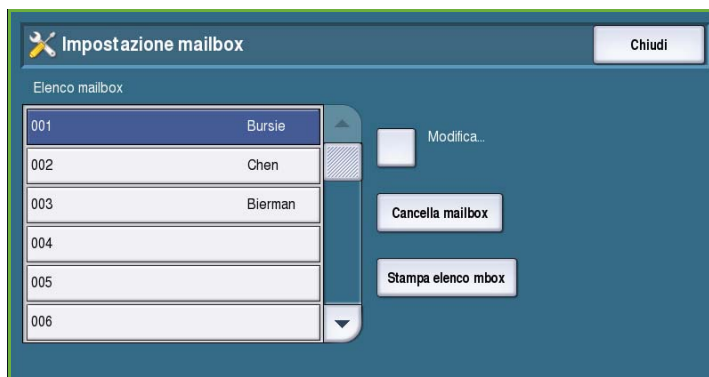 Impostazione mailbox
Chiudi
Elenco mailbox
001 Bursie
002 Chen
003 Bierman
004
005
006
Modifica...
Cancella mailbox
Stampa elenco mbox